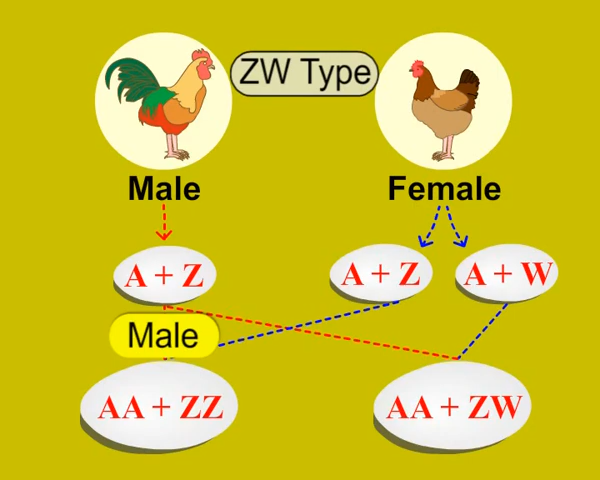 ZW Type
Male
Female
A + Z
A + Z
A + W
Male
AA + ZZ
AA + ZW